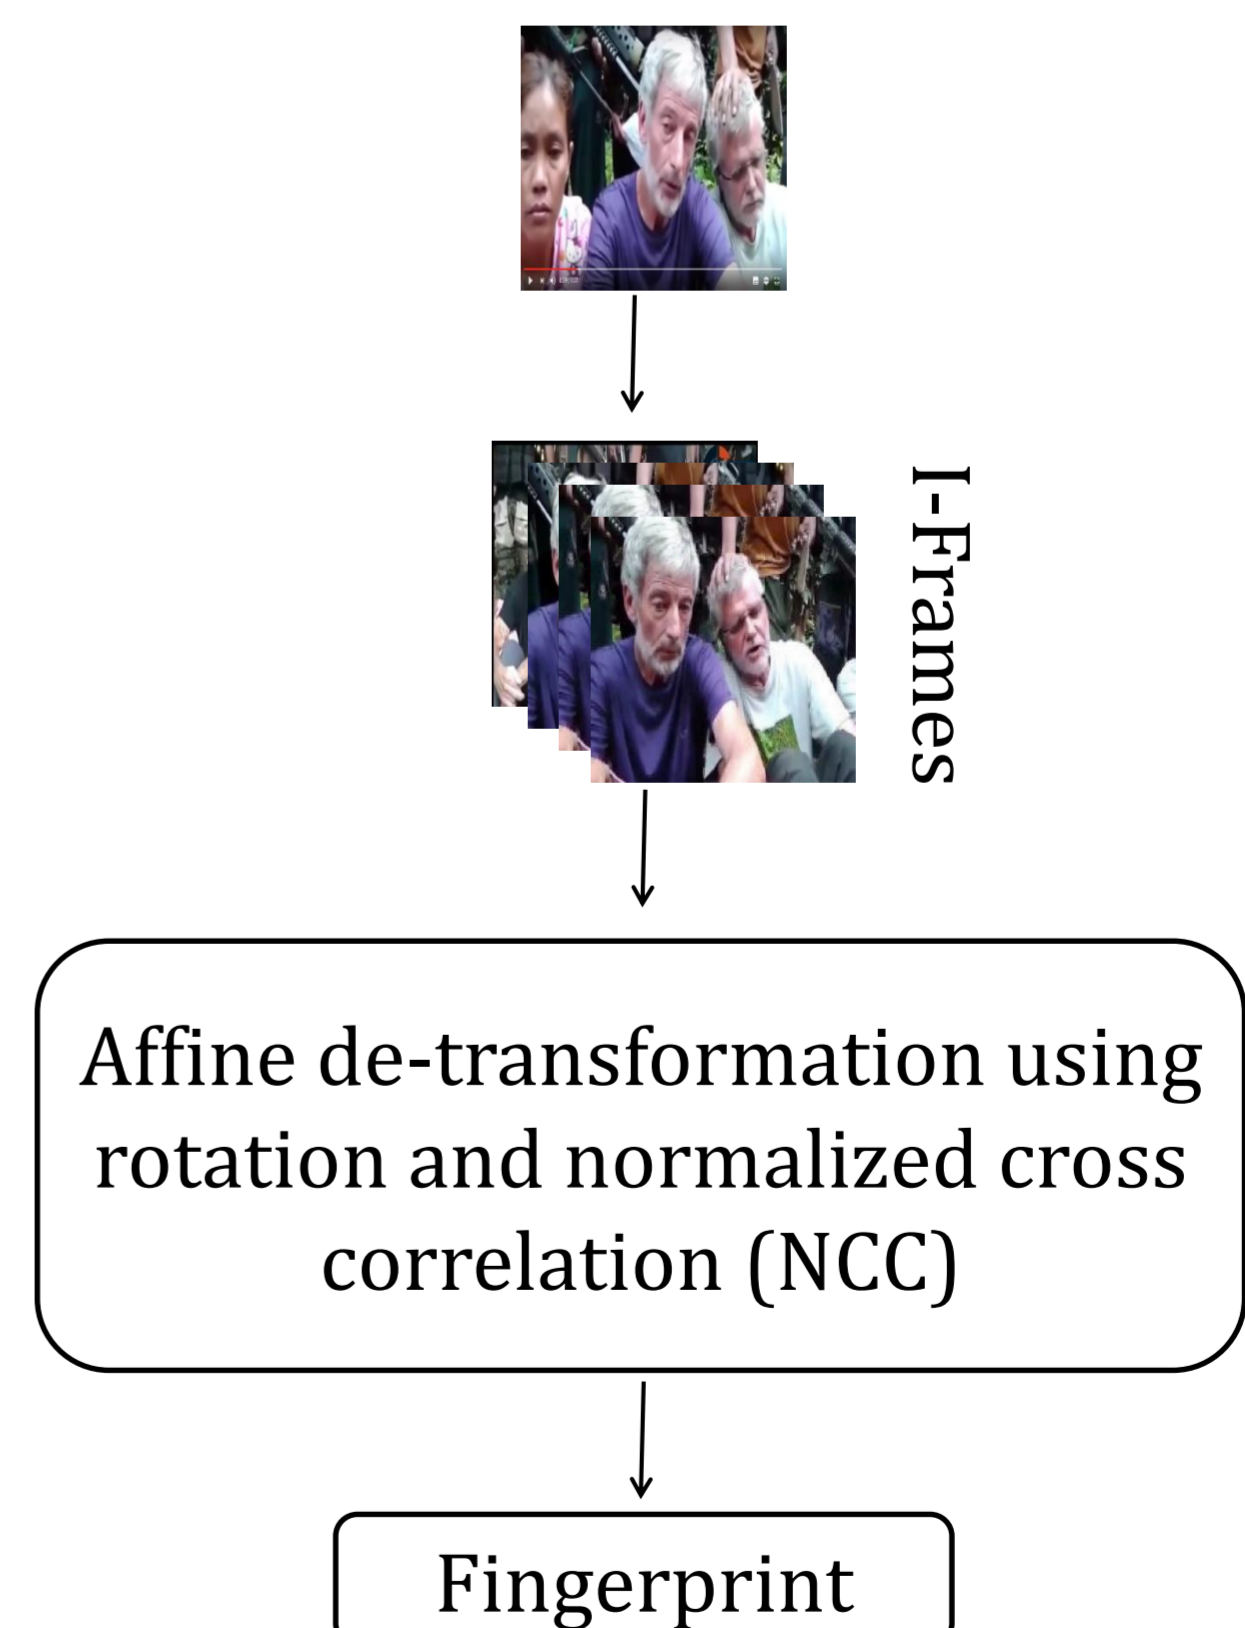 I-Frames
Affine de-transformation using
rotation and normalized cross
correlation (NCC)
Fingerprint